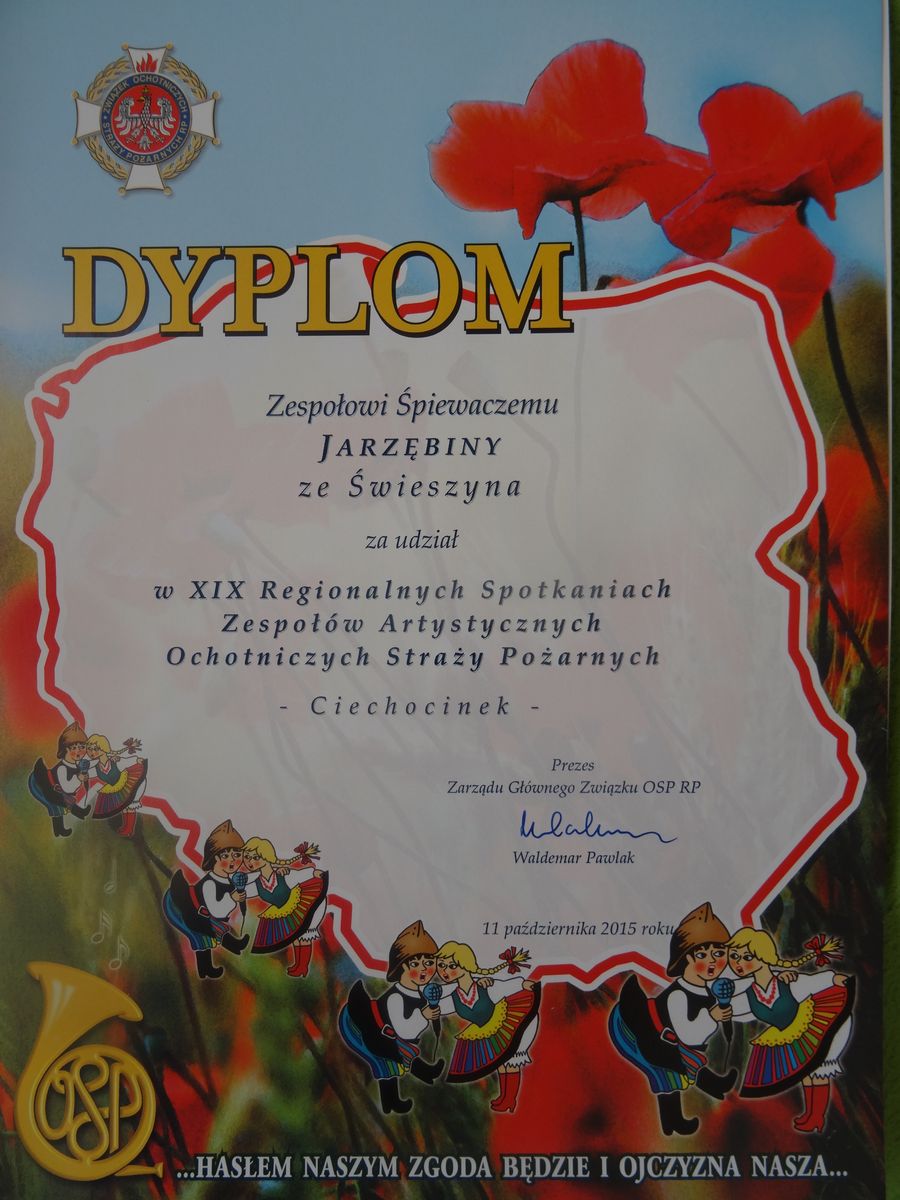 ZWIĄZEK OCHOTNICZYCH
STRAŻY POŻARNYCH RP
DYPLOM
Zespołowi Śpiewaczemu
JARZĘBINY
ze Świeszyna
za udział
w XIX Regionalnych Spotkaniach
Zespołów Artystycznych
Ochotniczych Straży Pożarnych
- Ciechocinek -
Prezes
Zarządu Głównego Związku OSP RP
Waldemar Pawlak
11 października 2015 roku
OSP
...HASŁEM NASZYM ZGODA BĘDZIE I OJCZYZNA NASZA...